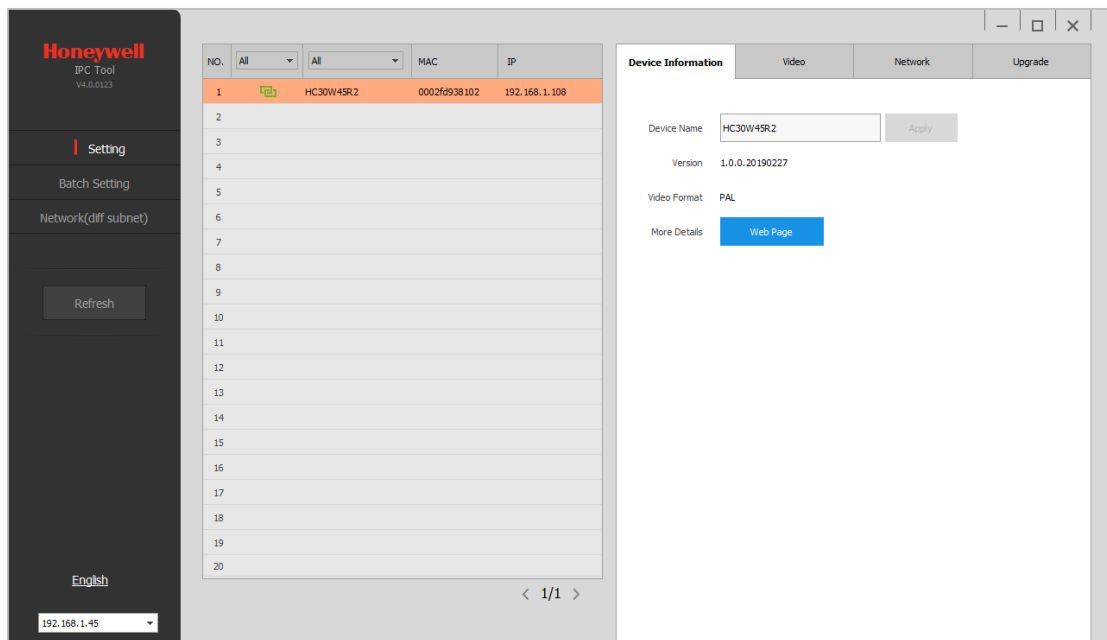 Honeywell
IPC Tool
V4.0.0123
Setting
Batch Setting
Network(diff subnet)
Refresh
English
192.168.1.45
NO. All All MAC IP
1 HC30W45R2 0002fd938102 192.168.1.108
2
3
4
5
6
7
8
9
10
11
12
13
14
15
16
17
18
19
20
< 1/1 >
Device Information Video Network Upgrade
Device Name HC30W45R2 Apply
Version 1.0.0.20190227
Video Format PAL
More Details Web Page